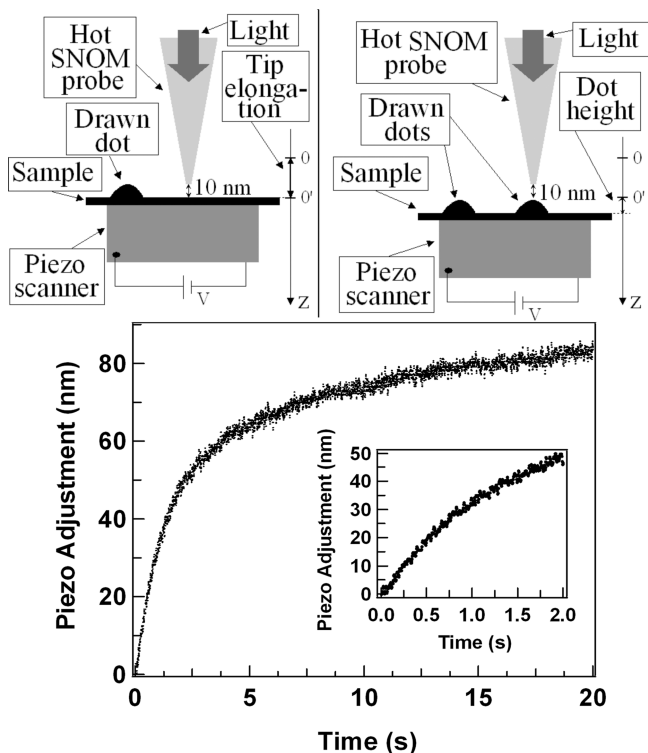 Hot
SNOM
probe
Light
Tip
elonga-
tion
Drawn
dot
Sample
10 nm
0
0'
Piezo
scanner
V
Z
Hot SNOM
probe
Light
Dot
height
Drawn
dots
Sample
10 nm
0
0'
Piezo
scanner
V
Z
Piezo Adjustment (nm)
80
60
40
20
0
0
5
10
15
20
Time (s)
Piezo Adjustment (nm)
50
40
30
20
10
0
0.0
0.5
1.0
1.5
2.0
Time (s)